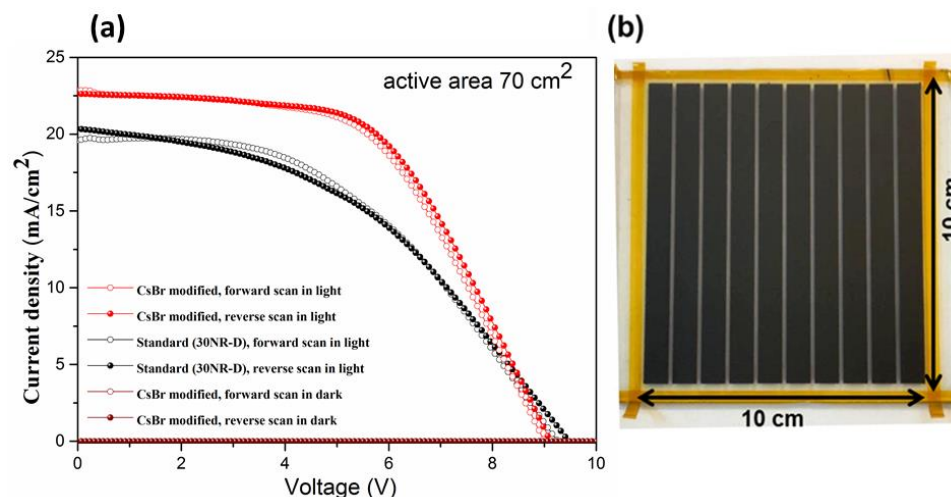 (a)
active area 70 cm²
25
20
15
10
5
0
Current density (mA/cm²)
CsBr modified, forward scan in light
CsBr modified, reverse scan in light
Standard (30NR-D), forward scan in light
Standard (30NR-D), reverse scan in light
CsBr modified, forward scan in dark
CsBr modified, reverse scan in dark
0 2 4 6 8 10
Voltage (V)
(b)
10 cm
10 cm